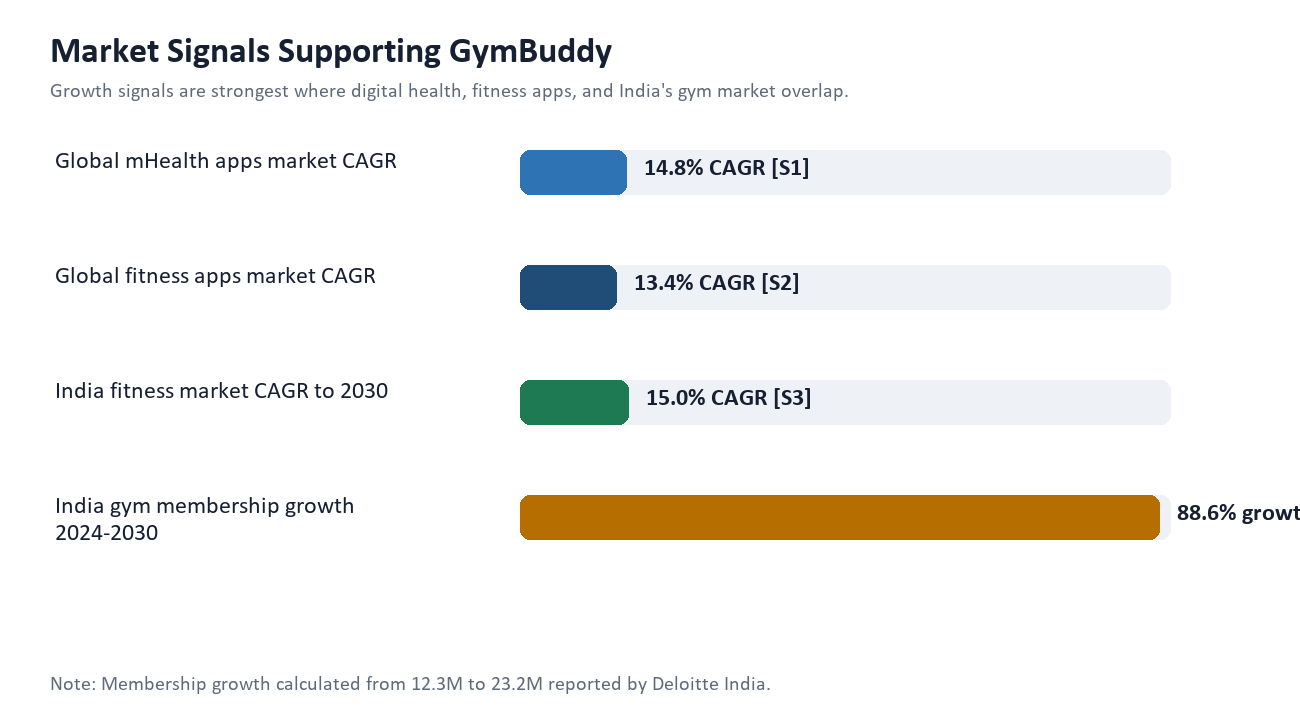 Market Signals Supporting GymBuddy
Growth signals are strongest where digital health, fitness apps, and India's gym market overlap.
Global mHealth apps market CAGR
14.8% CAGR [S1]
Global fitness apps market CAGR
13.4% CAGR [S2]
India fitness market CAGR to 2030
15.0% CAGR [S3]
India gym membership growth
2024-2030
88.6% growt
Note: Membership growth calculated from 12.3M to 23.2M reported by Deloitte India.